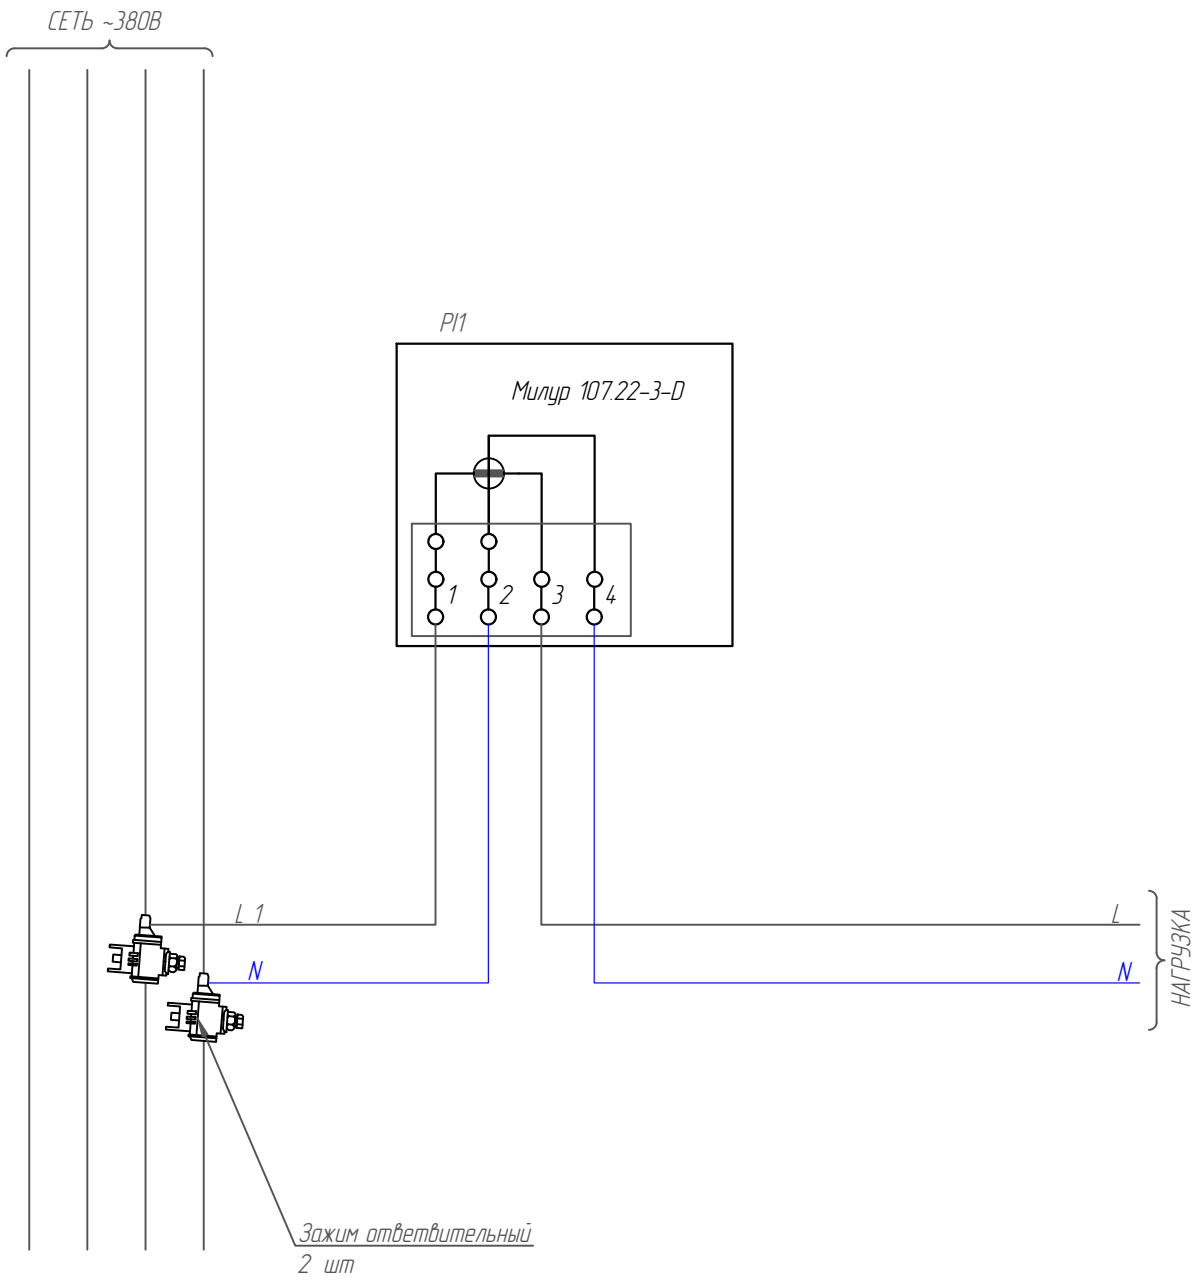 СЕТЬ ~380В
PI1
Милур 107.22-3-D
1 2 3 4
L 1
L
N
N
НАГРУЗКА
Зажим ответвительный
2 шт